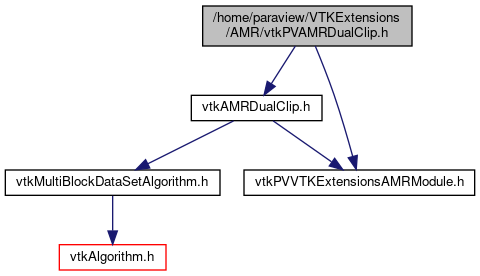 /home/paraview/VTKExtensions
/AMR/vtkPVAMRDualClip.h
vtkAMRDualClip.h
vtkMultiBlockDataSetAlgorithm.h
vtkPVVTKExtensionsAMRModule.h
vtkAlgorithm.h